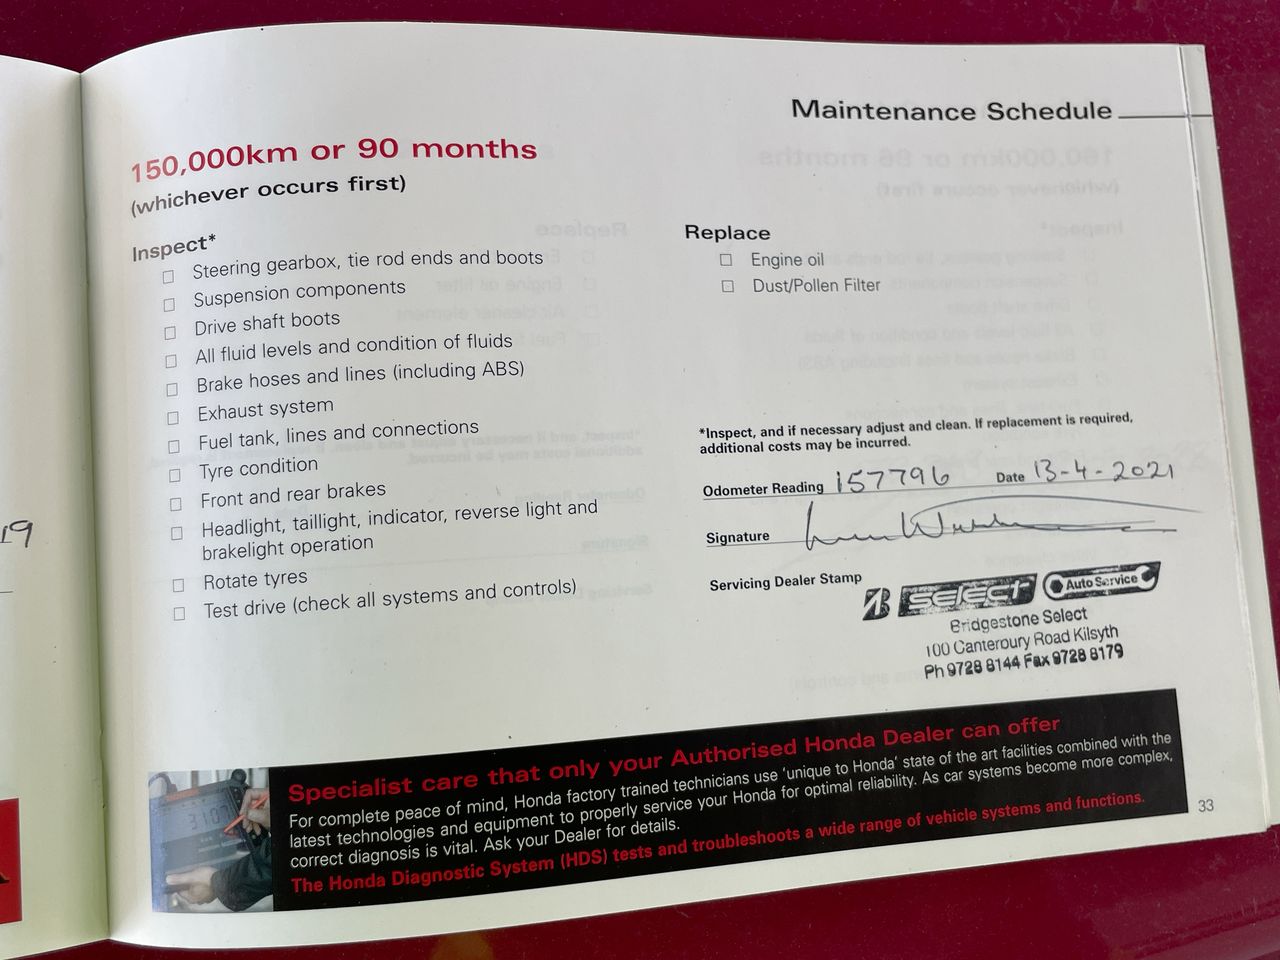 Maintenance Schedule
150,000km or 90 months
(whichever occurs first)
Inspect*
Steering gearbox, tie rod ends and boots
Suspension components
Drive shaft boots
All fluid levels and condition of fluids
Brake hoses and lines (including ABS)
Exhaust system
Fuel tank, lines and connections
Tyre condition
Front and rear brakes
Headlight, taillight, indicator, reverse light and
brakelight operation
Rotate tyres
Test drive (check all systems and controls)
Replace
Engine oil
Dust/Pollen Filter
*Inspect, and if necessary adjust and clean. If replacement is required,
additional costs may be incurred.
Odometer Reading 157796 Date 13-4-2021
Signature
Servicing Dealer Stamp
B SELECT Auto Service
Bridgestone Select
100 Canterbury Road Kilsyth
Ph 9728 8144 Fax 9728 8179
Specialist care that only your Authorised Honda Dealer can offer
For complete peace of mind, Honda factory trained technicians use 'unique to Honda' state of the art facilities combined with the
latest technologies and equipment to properly service your Honda for optimal reliability. As car systems become more complex,
correct diagnosis is vital. Ask your Dealer for details.
The Honda Diagnostic System (HDS) tests and troubleshoots a wide range of vehicle systems and functions.
33
19